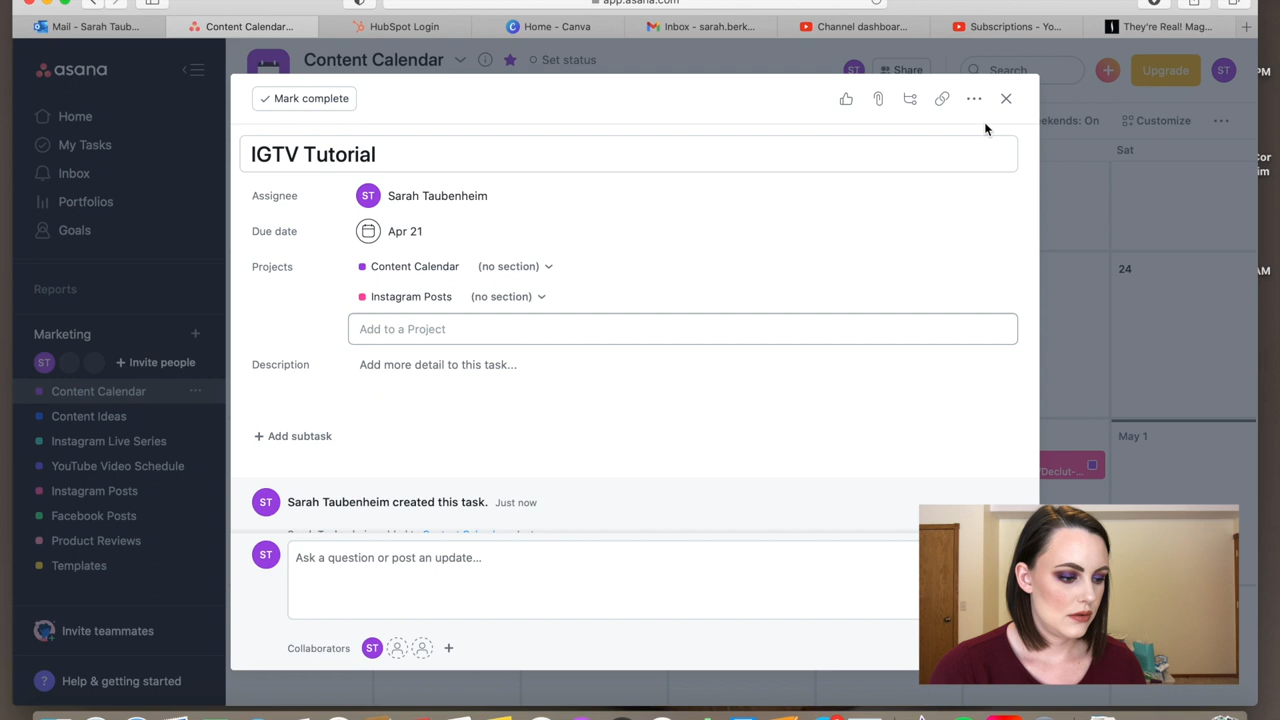 app.asana.com
Mail - Sarah Taub...
Content Calendar...
HubSpot Login
Home - Canva
Inbox - sarah.berk...
Channel dashboar...
Subscriptions - Yo...
They're Real! Mag...
asana
Content Calendar
Set status
ST
Share
Search
Upgrade
ST
PM
Home
My Tasks
Inbox
Portfolios
Goals
Reports
Marketing
ST
Invite people
Content Calendar
Content Ideas
Instagram Live Series
YouTube Video Schedule
Instagram Posts
Facebook Posts
Product Reviews
Templates
Invite teammates
? Help & getting started
Mark complete
IGTV Tutorial
Assignee ST Sarah Taubenheim
Due date Apr 21
Projects Content Calendar (no section)
Instagram Posts (no section)
Add to a Project
Description Add more detail to this task...
+ Add subtask
ST Sarah Taubenheim created this task. Just now
ST Ask a question or post an update...
Collaborators ST +
ekends: On
Customize
Sat
24
May 1
/Declut-...
Cor
im
AM